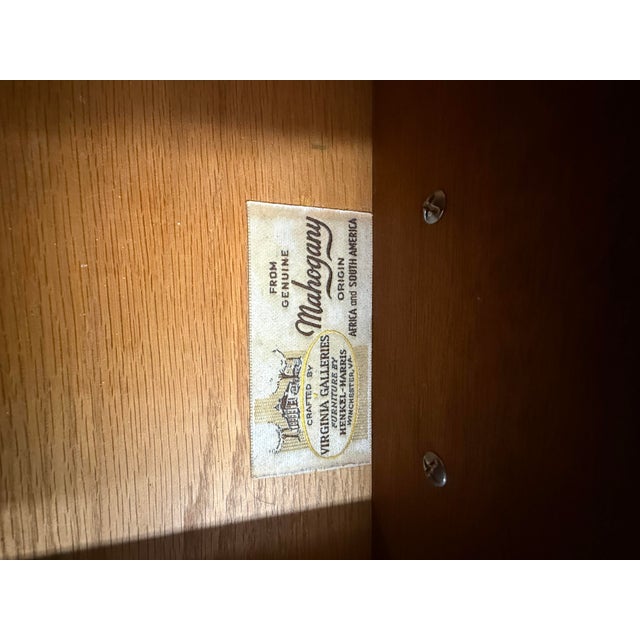 CRAFTED BY
VIRGINIA GALLERIES
FURNITURE BY
HENKEL-HARRIS
WINCHESTER, VA.
FROM
GENUINE
Mahogany
ORIGIN
AFRICA and SOUTH AMERICA